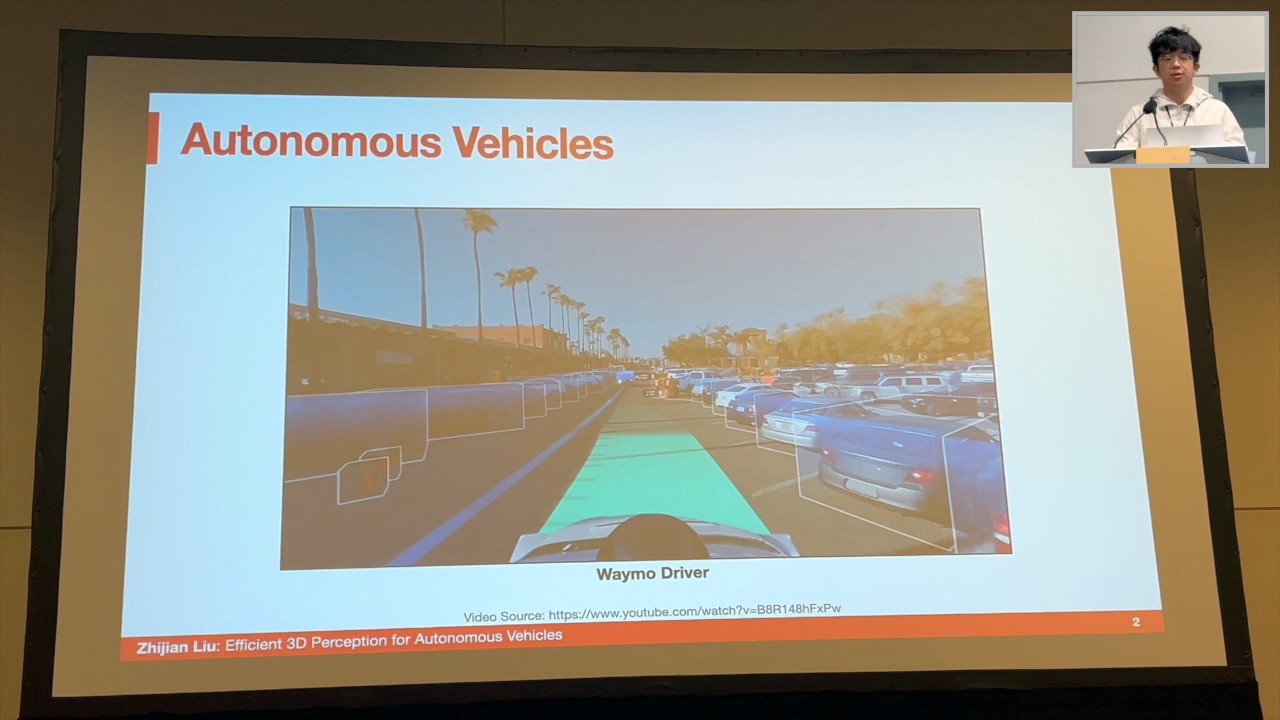 Autonomous Vehicles
Waymo Driver
Video Source: https://www.youtube.com/watch?v=B8R148hFxPw
Zhijian Liu: Efficient 3D Perception for Autonomous Vehicles
2